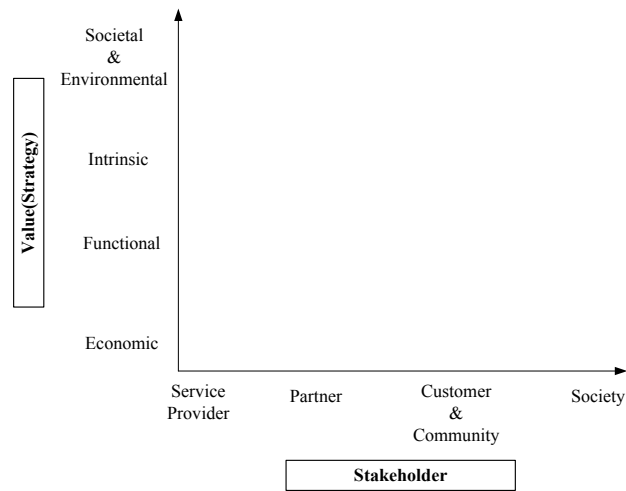 Societal
&
Environmental
Value(Strategy)
Intrinsic
Functional
Economic
Service
Provider
Partner
Customer
&
Community
Society
Stakeholder